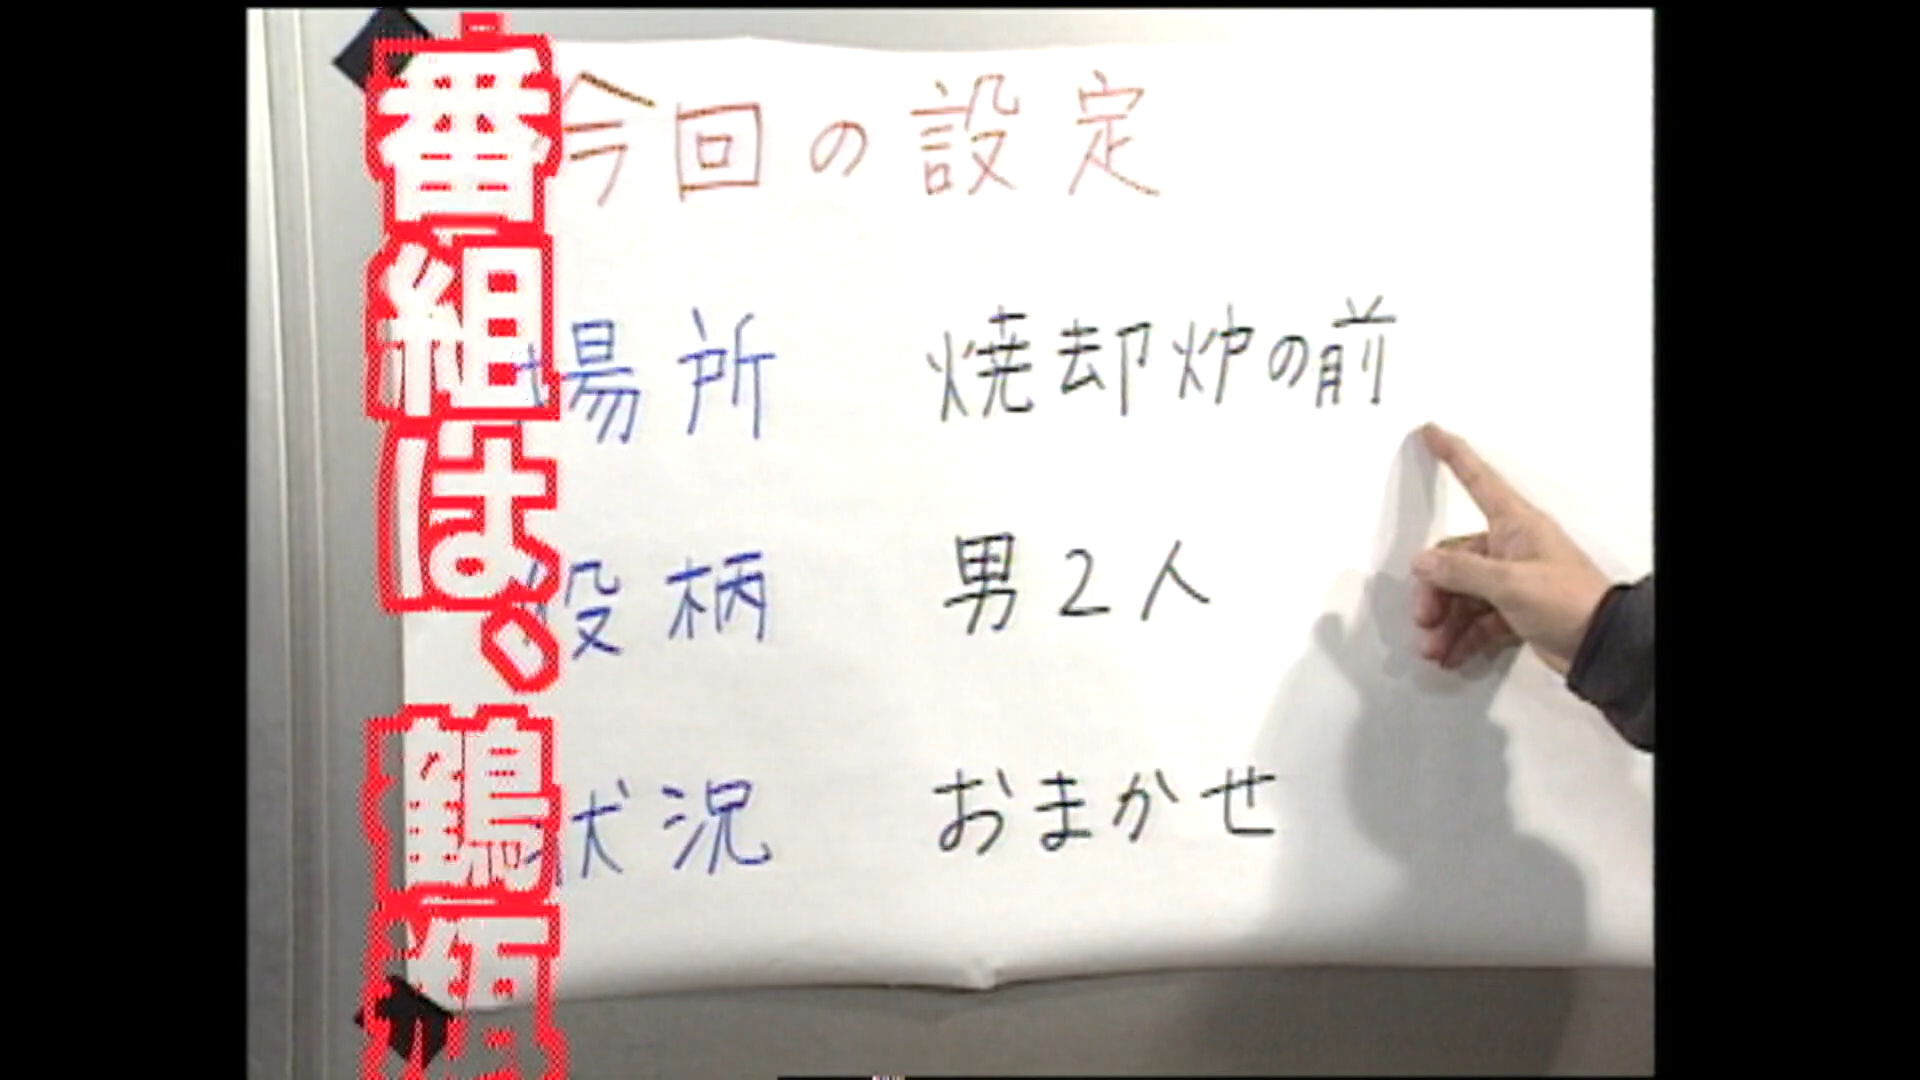 番組は、鶴瓶
今回の設定
場所 焼却炉の前
役柄 男2人
状況 おまかせ